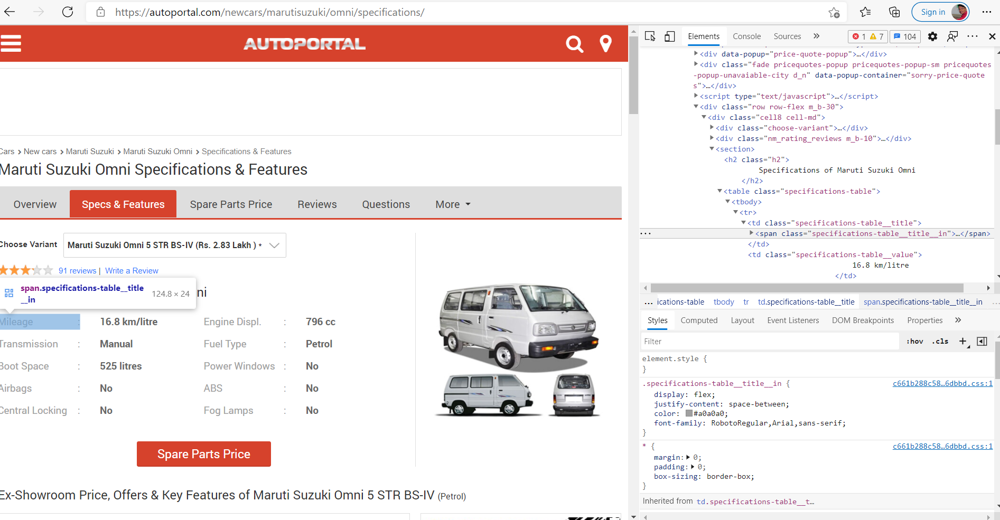 https://autoportal.com/newcars/marutisuzuki/omni/specifications/
Sign in
AUTOPORTAL
Cars > New cars > Maruti Suzuki > Maruti Suzuki Omni > Specifications & Features
Maruti Suzuki Omni Specifications & Features
Overview Specs & Features Spare Parts Price Reviews Questions More
Choose Variant Maruti Suzuki Omni 5 STR BS-IV (Rs. 2.83 Lakh ) *
91 reviews | Write a Review
span.specifications-table__title
__in
124.8 × 24
ni
Mileage : 16.8 km/litre Engine Displ. : 796 cc
Transmission : Manual Fuel Type : Petrol
Boot Space : 525 litres Power Windows : No
Airbags : No ABS : No
Central Locking : No Fog Lamps : No
Spare Parts Price
Ex-Showroom Price, Offers & Key Features of Maruti Suzuki Omni 5 STR BS-IV (Petrol)
Elements Console Sources » 1 7 104
<div data-popup="price-quote-popup">…</div>
<div class="fade pricequotes-popup pricequotes-popup-sm pricequotes
-popup-unavaiable-city d_n" data-popup-container="sorry-price-quote
s">…</div>
<script type="text/javascript">…</script>
<div class="row row-flex m_b-30">
<div class="cell8 cell-md">
<div class="choose-variant">…</div>
<div class="nm_rating_reviews m_b-10">…</div>
<section>
<h2 class="h2">
Specifications of Maruti Suzuki Omni
</h2>
<table class="specifications-table">
<tbody>
<tr>
<td class="specifications-table__title">
<span class="specifications-table__title__in">…</span>
</td>
<td class="specifications-table__value">
16.8 km/litre
</td>
... ications-table tbody tr td.specifications-table__title span.specifications-table__title__in ...
Styles Computed Layout Event Listeners DOM Breakpoints Properties »
Filter :hov .cls +
element.style {
}
.specifications-table__title__in { c661b288c58…6dbbd.css:1
display: flex;
justify-content: space-between;
color: #a0a0a0;
font-family: RobotoRegular,Arial,sans-serif;
}
* { c661b288c58…6dbbd.css:1
margin: 0;
padding: 0;
box-sizing: border-box;
}
Inherited from td.specifications-table__t…